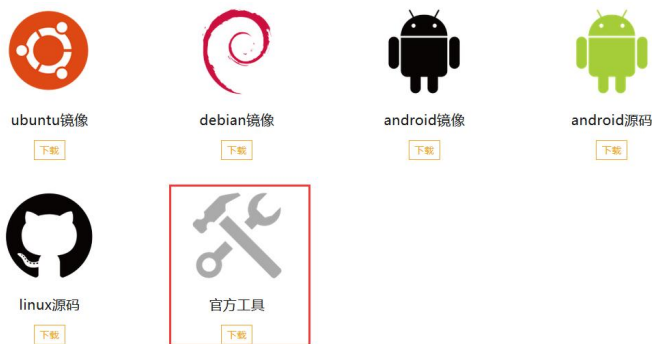 ubuntu镜像
debian镜像
android镜像
android源码
下载
下载
下载
下载
linux源码
官方工具
下载
下载